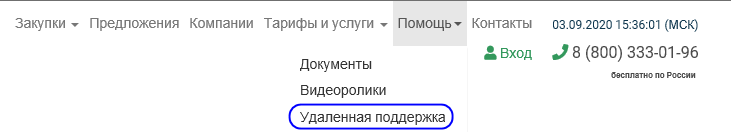 Закупки Предложения Компании Тарифы и услуги Помощь Контакты 03.09.2020 15:36:01 (МСК)
Вход 8 (800) 333-01-96
бесплатно по России
Документы
Видеоролики
Удаленная поддержка